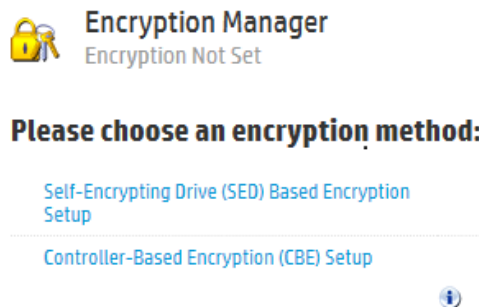 Encryption Manager
Encryption Not Set
Please choose an encryption method:
Self-Encrypting Drive (SED) Based Encryption
Setup
Controller-Based Encryption (CBE) Setup